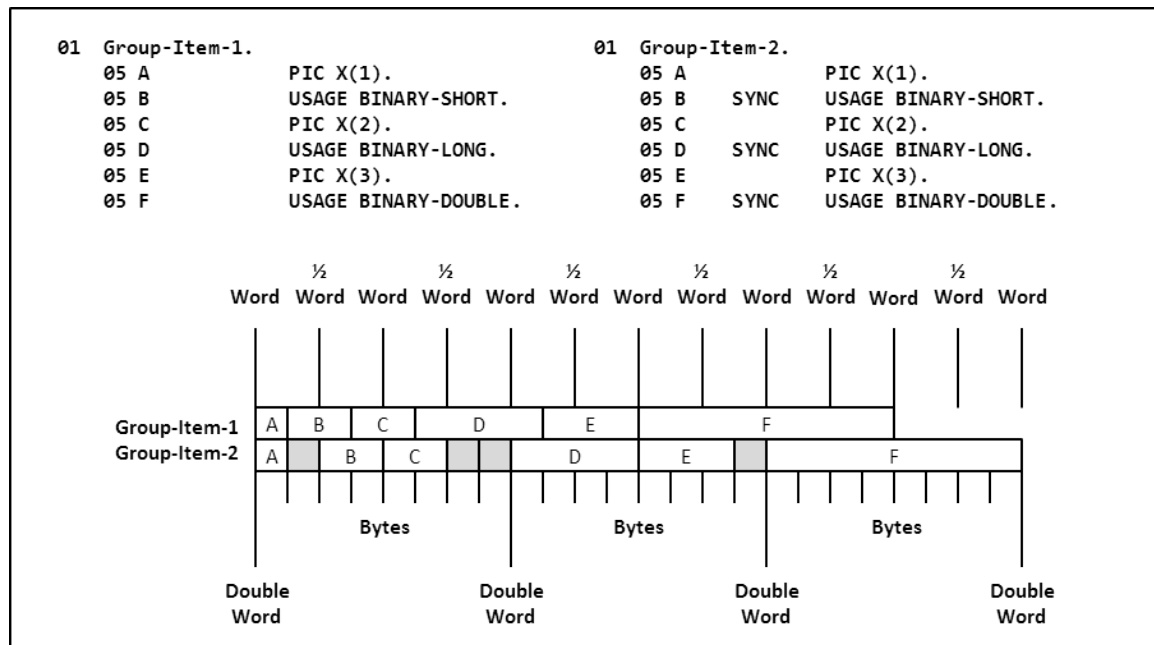 01 Group-Item-1.
05 A PIC X(1).
05 B USAGE BINARY-SHORT.
05 C PIC X(2).
05 D USAGE BINARY-LONG.
05 E PIC X(3).
05 F USAGE BINARY-DOUBLE.
01 Group-Item-2.
05 A PIC X(1).
05 B SYNC USAGE BINARY-SHORT.
05 C PIC X(2).
05 D SYNC USAGE BINARY-LONG.
05 E PIC X(3).
05 F SYNC USAGE BINARY-DOUBLE.
½ ½ ½ ½ ½ ½
Word Word Word Word Word Word Word Word Word Word Word Word Word
Group-Item-1 A B C D E F
Group-Item-2 A B C D E F
Bytes Bytes Bytes
Double Double Double Double
Word Word Word Word